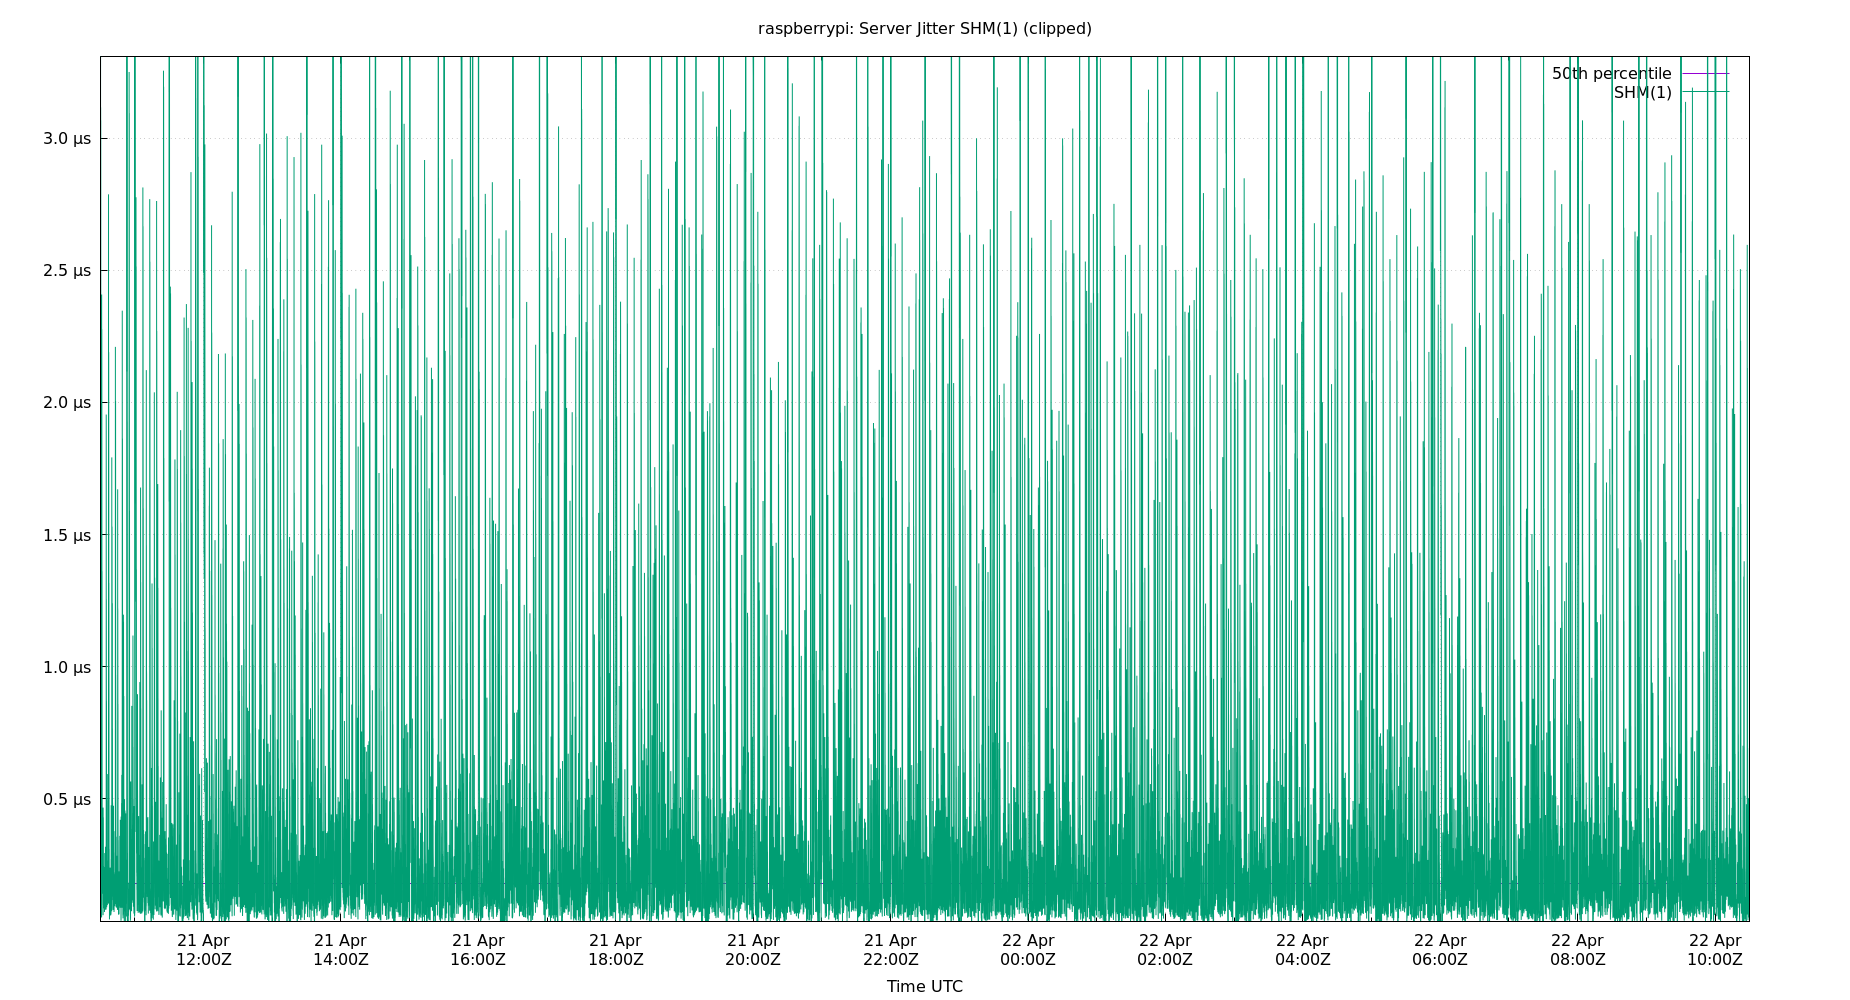 raspberrypi: Server Jitter SHM(1) (clipped)
50th percentile
SHM(1)
3.0 µs
2.5 µs
2.0 µs
1.5 µs
1.0 µs
0.5 µs
21 Apr 21 Apr 21 Apr 21 Apr 21 Apr 21 Apr 22 Apr 22 Apr 22 Apr 22 Apr 22 Apr 22 Apr
12:00Z 14:00Z 16:00Z 18:00Z 20:00Z 22:00Z 00:00Z 02:00Z 04:00Z 06:00Z 08:00Z 10:00Z
Time UTC